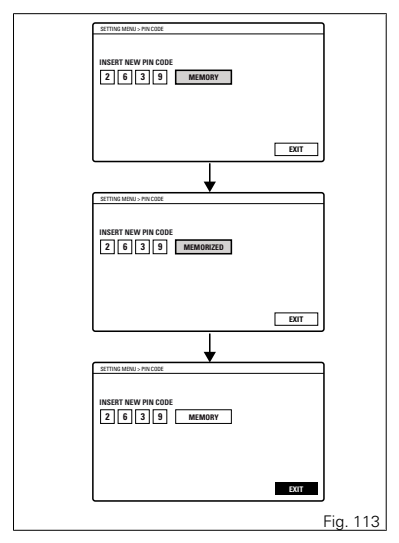 SETTING MENU > PIN CODE
INSERT NEW PIN CODE
2 6 3 9 MEMORY
EXIT
SETTING MENU > PIN CODE
INSERT NEW PIN CODE
2 6 3 9 MEMORIZED
EXIT
SETTING MENU > PIN CODE
INSERT NEW PIN CODE
2 6 3 9 MEMORY
EXIT
Fig. 113